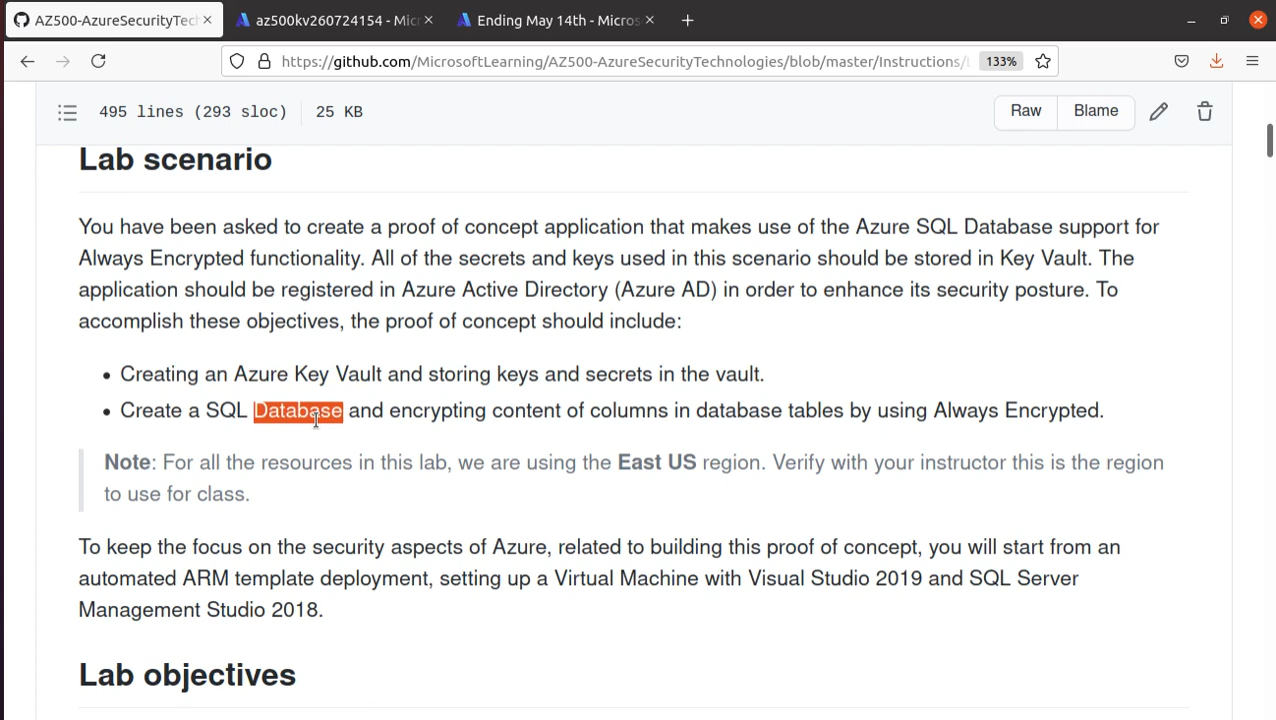 AZ500-AzureSecurityTec
az500kv260724154 - Mic
Ending May 14th - Micros
https://github.com/MicrosoftLearning/AZ500-AzureSecurityTechnologies/blob/master/Instructions/
133%
495 lines (293 sloc) 25 KB
Raw Blame
Lab scenario
You have been asked to create a proof of concept application that makes use of the Azure SQL Database support for
Always Encrypted functionality. All of the secrets and keys used in this scenario should be stored in Key Vault. The
application should be registered in Azure Active Directory (Azure AD) in order to enhance its security posture. To
accomplish these objectives, the proof of concept should include:
• Creating an Azure Key Vault and storing keys and secrets in the vault.
• Create a SQL Database and encrypting content of columns in database tables by using Always Encrypted.
Note: For all the resources in this lab, we are using the East US region. Verify with your instructor this is the region
to use for class.
To keep the focus on the security aspects of Azure, related to building this proof of concept, you will start from an
automated ARM template deployment, setting up a Virtual Machine with Visual Studio 2019 and SQL Server
Management Studio 2018.
Lab objectives